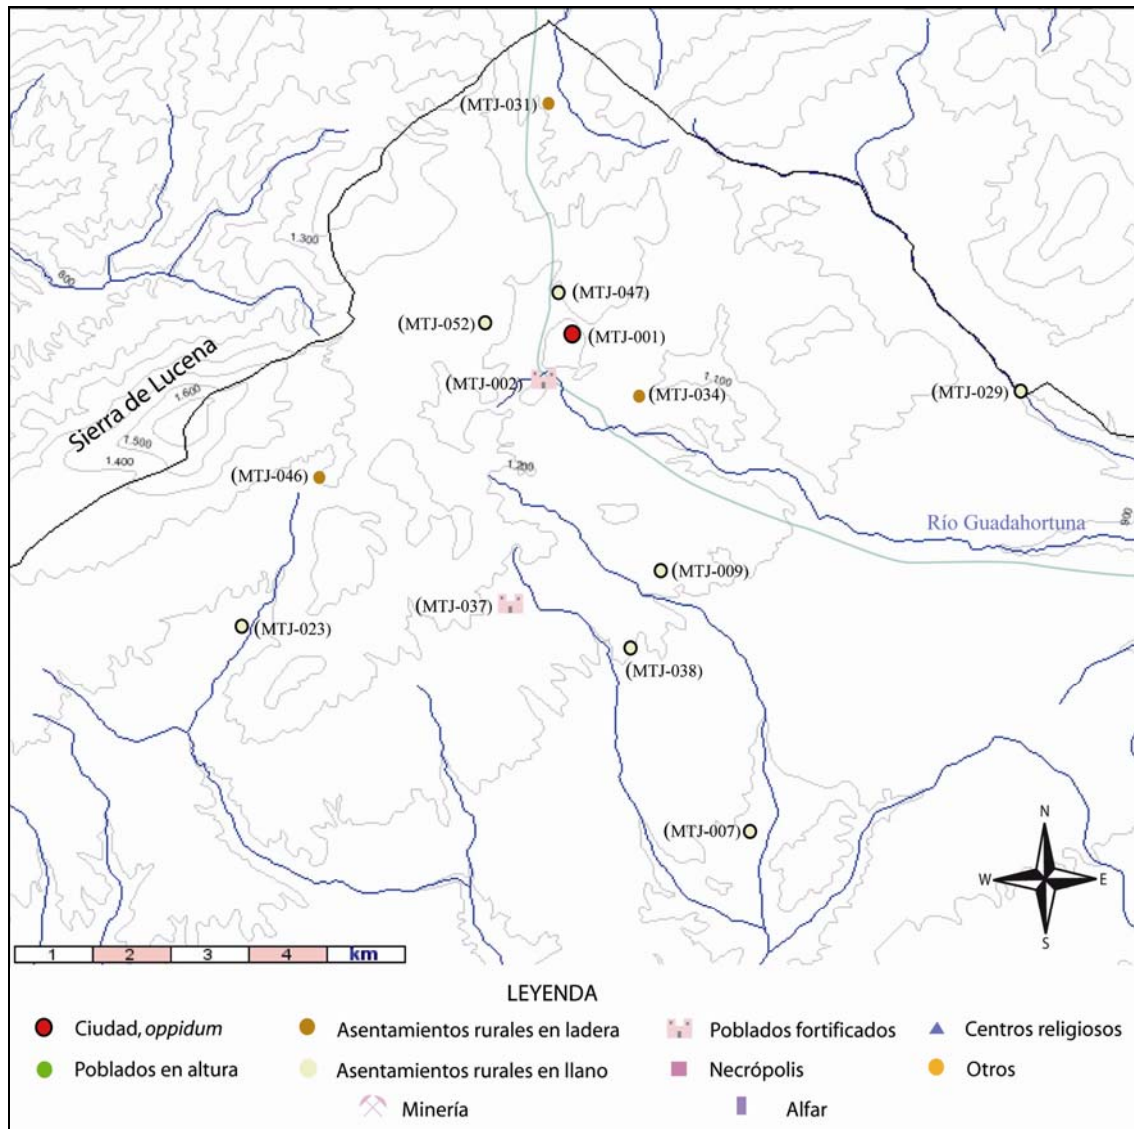 (MTJ-031)
1.300
800
(MTJ-047)
(MTJ-052)
(MTJ-001)
Sierra de Lucena
(MTJ-002)
1.100
(MTJ-034)
(MTJ-029)
1.600
1.500
1.400
(MTJ-046)
1.200
900
Río Guadahortuna
(MTJ-009)
(MTJ-037)
(MTJ-023)
(MTJ-038)
(MTJ-007)
N
W E
S
1 2 3 4 km
LEYENDA
Ciudad, oppidum
Asentamientos rurales en ladera
Poblados fortificados
Centros religiosos
Poblados en altura
Asentamientos rurales en llano
Necrópolis
Otros
Minería
Alfar